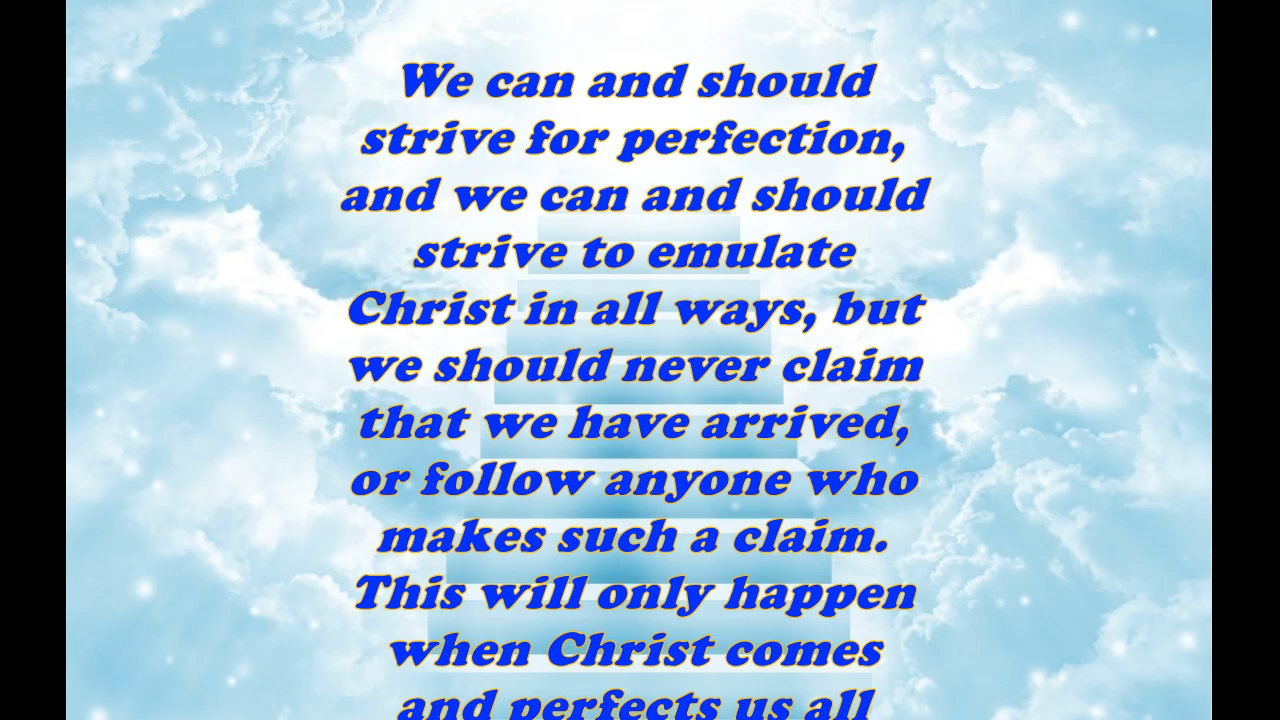 We can and should
strive for perfection,
and we can and should
strive to emulate
Christ in all ways, but
we should never claim
that we have arrived,
or follow anyone who
makes such a claim.
This will only happen
when Christ comes
and perfects us all